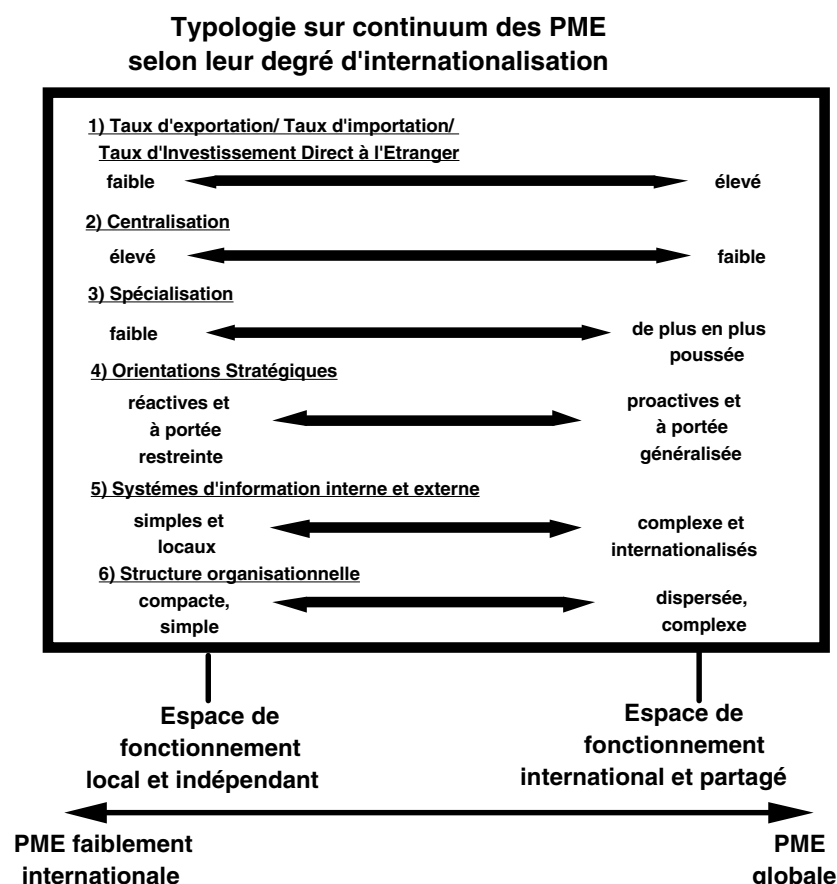 Typologie sur continuum des PME
selon leur degré d'internationalisation
1) Taux d'exportation/ Taux d'importation/
Taux d'Investissement Direct à l'Etranger
faible élevé
2) Centralisation
élevé faible
3) Spécialisation
faible de plus en plus
poussée
4) Orientations Stratégiques
réactives et proactives et
à portée à portée
restreinte généralisée
5) Systémes d'information interne et externe
simples et complexe et
locaux internationalisés
6) Structure organisationnelle
compacte, dispersée,
simple complexe
Espace de Espace de
fonctionnement fonctionnement
local et indépendant international et partagé
PME faiblement PME
internationale globale